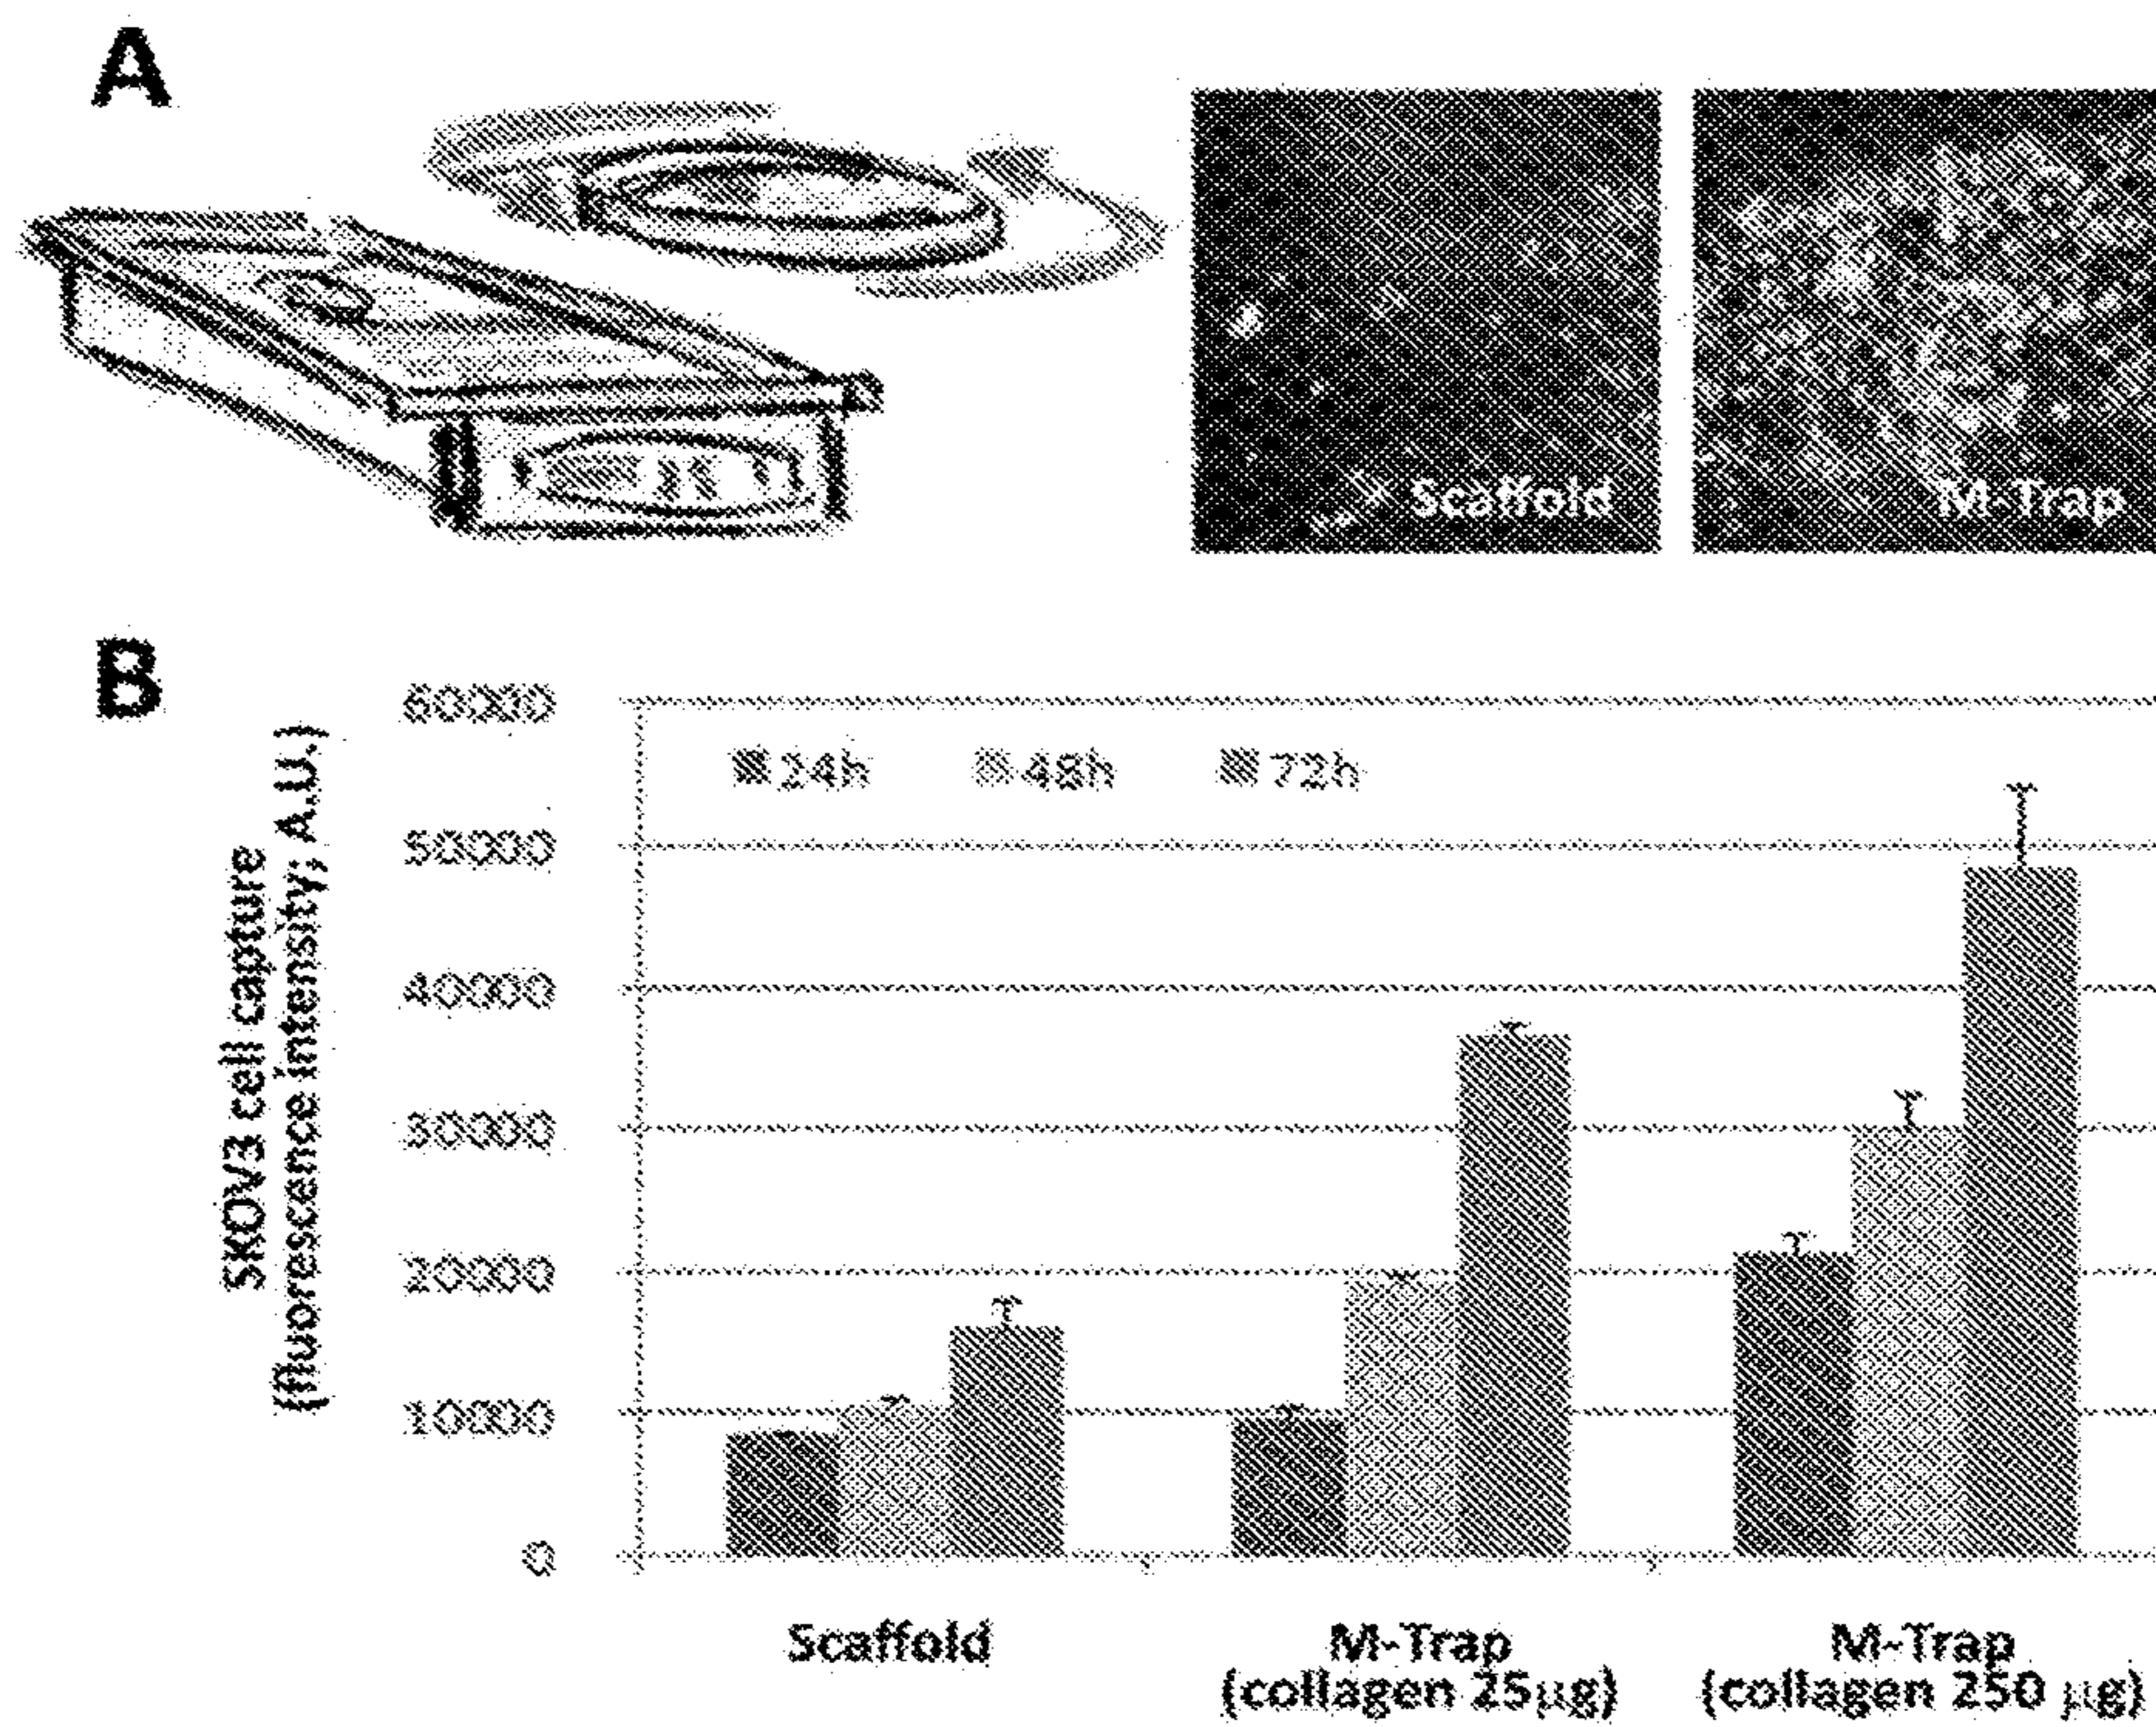 A
Scaffold
M-Trap
B
SKOV3 cell capture
(fluorescence intensity; A.U.)
60000
50000
40000
30000
20000
10000
0
24h 48h 72h
Scaffold
M-Trap
(collagen 25µg)
M-Trap
(collagen 250 µg)